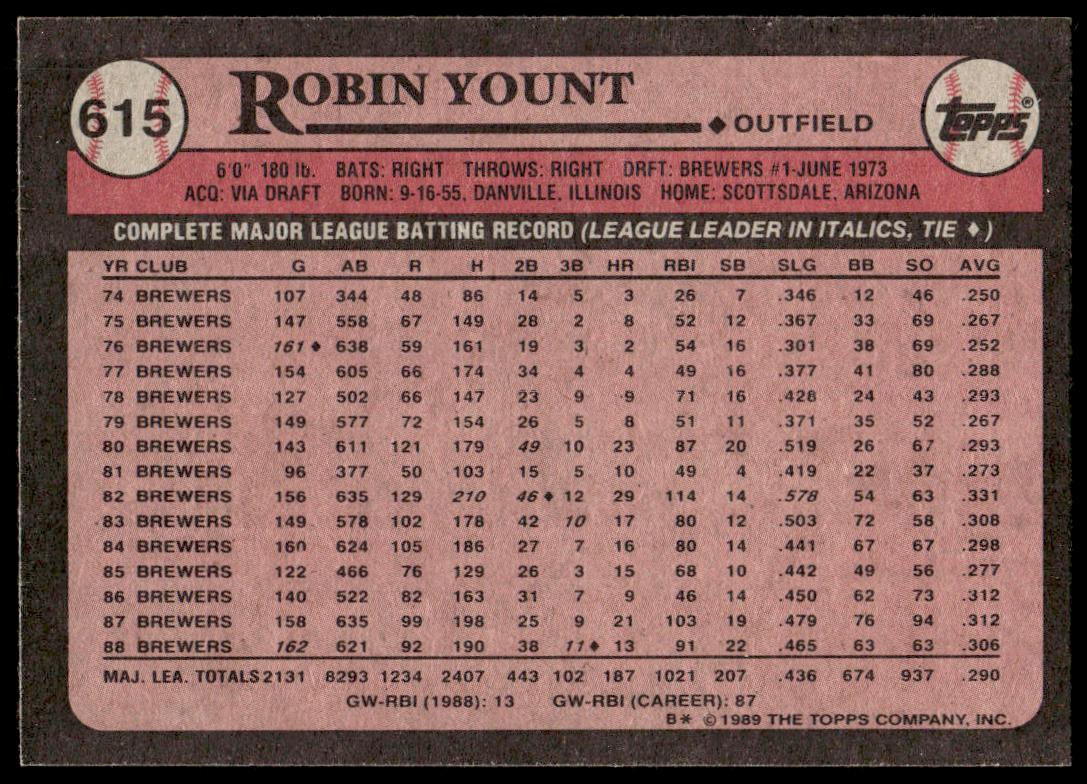 615
ROBIN YOUNT
◆ OUTFIELD
TOPPS®
6'0" 180 lb. BATS: RIGHT THROWS: RIGHT DRFT: BREWERS #1-JUNE 1973
ACQ: VIA DRAFT BORN: 9-16-55, DANVILLE, ILLINOIS HOME: SCOTTSDALE, ARIZONA
COMPLETE MAJOR LEAGUE BATTING RECORD (LEAGUE LEADER IN ITALICS, TIE ♦)
YR CLUB G AB R H 2B 3B HR RBI SB SLG BB SO AVG
74 BREWERS 107 344 48 86 14 5 3 26 7 .346 12 46 .250
75 BREWERS 147 558 67 149 28 2 8 52 12 .367 33 69 .267
76 BREWERS 161♦ 638 59 161 19 3 2 54 16 .301 38 69 .252
77 BREWERS 154 605 66 174 34 4 4 49 16 .377 41 80 .288
78 BREWERS 127 502 66 147 23 9 9 71 16 .428 24 43 .293
79 BREWERS 149 577 72 154 26 5 8 51 11 .371 35 52 .267
80 BREWERS 143 611 121 179 49 10 23 87 20 .519 26 67 .293
81 BREWERS 96 377 50 103 15 5 10 49 4 .419 22 37 .273
82 BREWERS 156 635 129 210 46♦ 12 29 114 14 .578 54 63 .331
83 BREWERS 149 578 102 178 42 10 17 80 12 .503 72 58 .308
84 BREWERS 160 624 105 186 27 7 16 80 14 .441 67 67 .298
85 BREWERS 122 466 76 129 26 3 15 68 10 .442 49 56 .277
86 BREWERS 140 522 82 163 31 7 9 46 14 .450 62 73 .312
87 BREWERS 158 635 99 198 25 9 21 103 19 .479 76 94 .312
88 BREWERS 162 621 92 190 38 11♦ 13 91 22 .465 63 63 .306
MAJ. LEA. TOTALS 2131 8293 1234 2407 443 102 187 1021 207 .436 674 937 .290
GW-RBI (1988): 13 GW-RBI (CAREER): 87
B* © 1989 THE TOPPS COMPANY, INC.